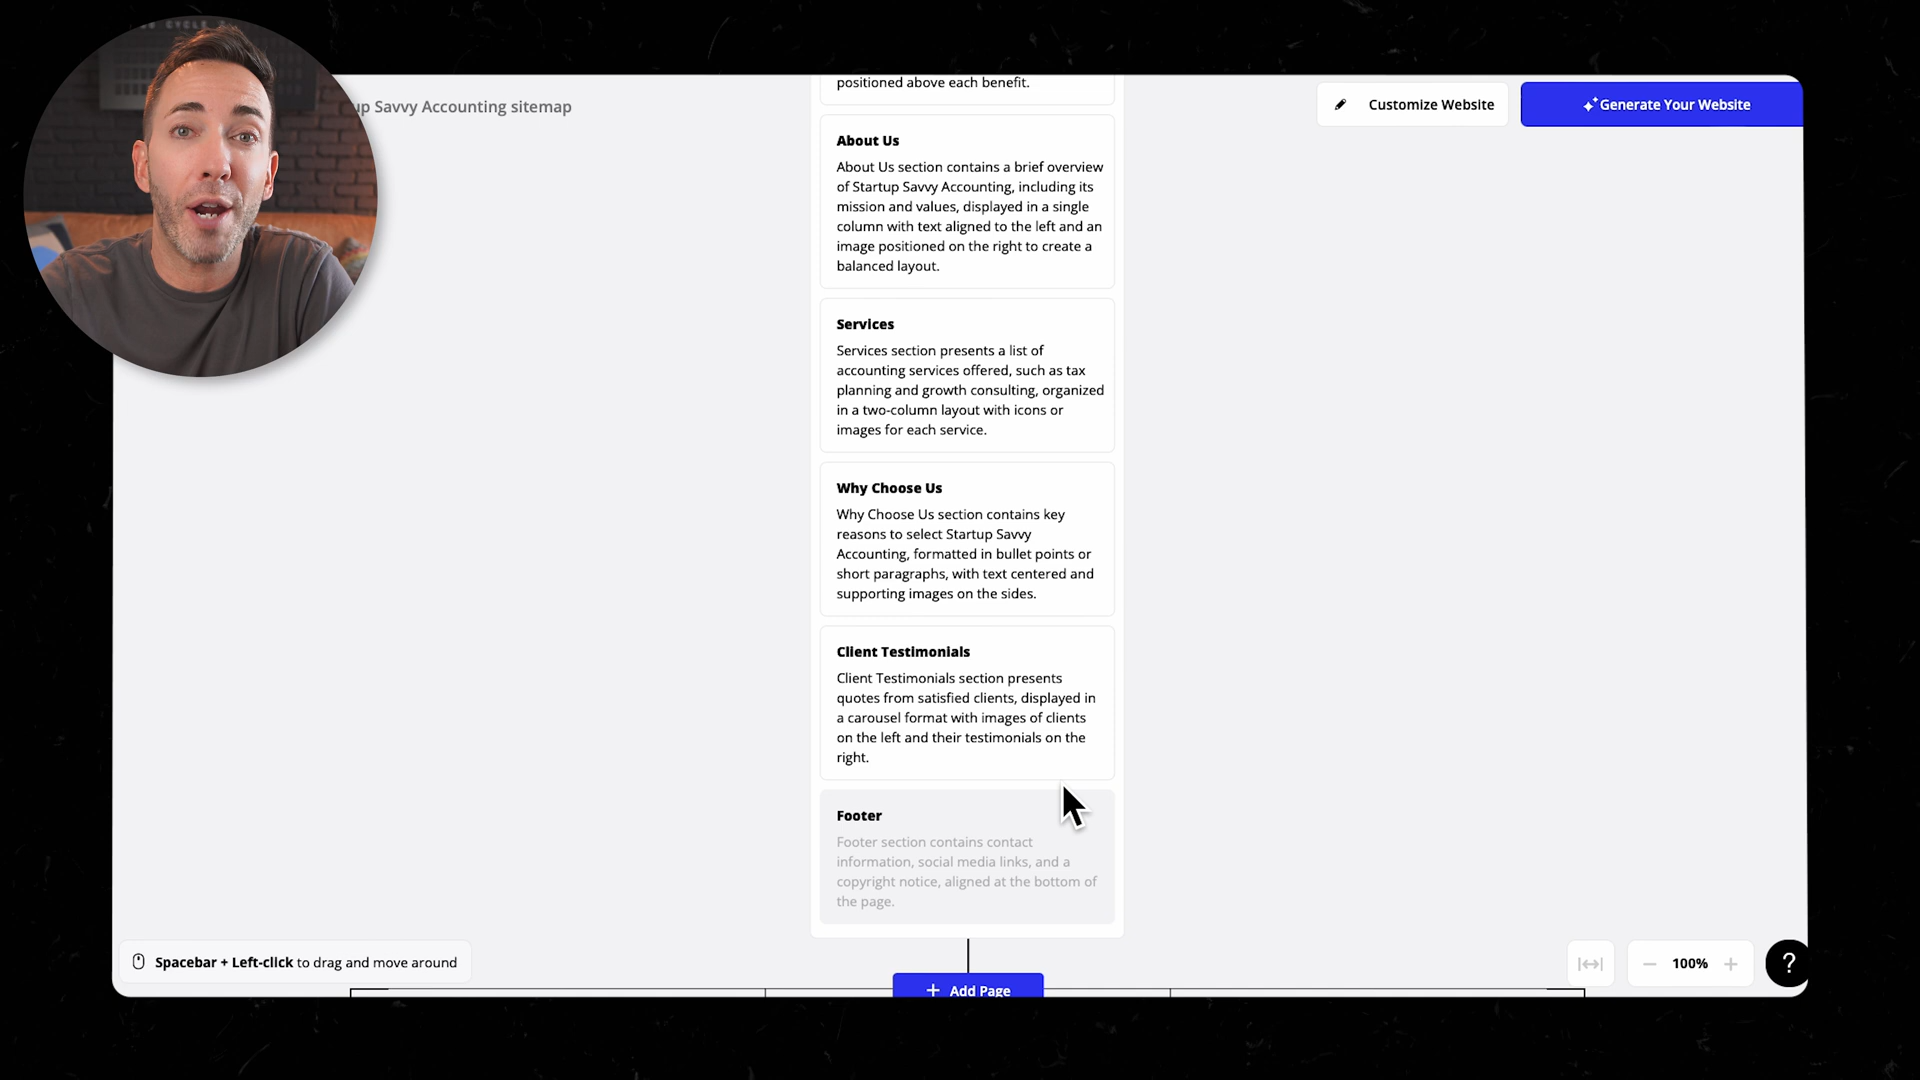 positioned above each benefit.
up Savvy Accounting sitemap
Customize Website
Generate Your Website
About Us
About Us section contains a brief overview
of Startup Savvy Accounting, including its
mission and values, displayed in a single
column with text aligned to the left and an
image positioned on the right to create a
balanced layout.
Services
Services section presents a list of
accounting services offered, such as tax
planning and growth consulting, organized
in a two-column layout with icons or
images for each service.
Why Choose Us
Why Choose Us section contains key
reasons to select Startup Savvy
Accounting, formatted in bullet points or
short paragraphs, with text centered and
supporting images on the sides.
Client Testimonials
Client Testimonials section presents
quotes from satisfied clients, displayed in
a carousel format with images of clients
on the left and their testimonials on the
right.
Footer
Footer section contains contact
information, social media links, and a
copyright notice, aligned at the bottom of
the page.
Spacebar + Left-click to drag and move around
100%
?
+ Add Page